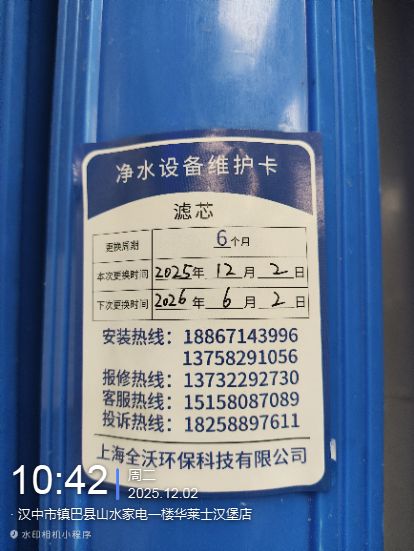 净水设备维护卡
滤芯
更换周期 6个月
本次更换时间 2025年 12月 2日
下次更换时间 2026年 6月 2日
安装热线：18867143996
13758291056
报修热线：13732292730
客服热线：15158087089
投诉热线：18258897611
上海全沃环保科技有限公司
10:42
周二
2025.12.02
· 汉中市镇巴县山水家电一楼华莱士汉堡店
水印相机小程序